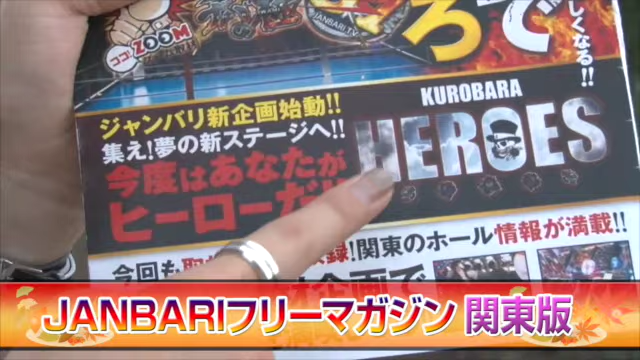 ココ!ZOOM
JANBARI.TV
ろで
しくなる!!
ジャンバリ新企画始動!!
集え!夢の新ステージへ!!
今度はあなたが
ヒーローだ!!
KUROBARA
HEROES
今回も
録!関東のホール情報が満載!!
企画で
JANBARIフリーマガジン 関東版